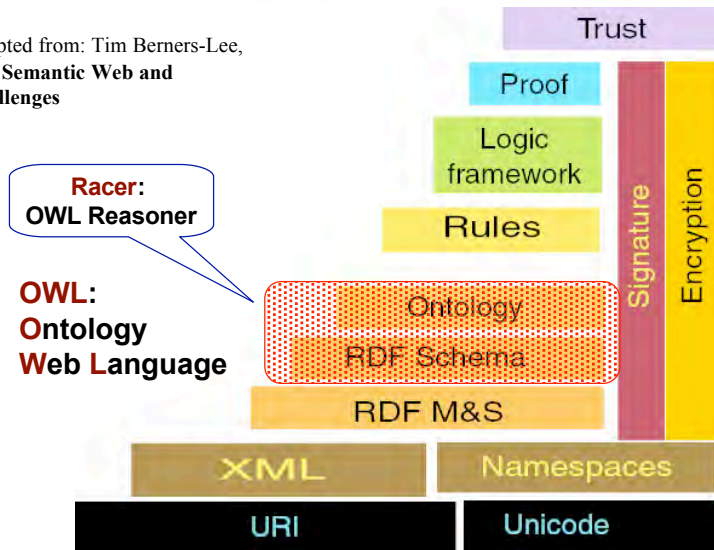 Trust
pted from: Tim Berners-Lee,
Semantic Web and
llenges
Proof
Logic
framework
Racer:
OWL Reasoner
Rules
Signature
Encryption
OWL:
Ontology
Web Language
Ontology
RDF Schema
RDF M&S
XML
Namespaces
URI
Unicode